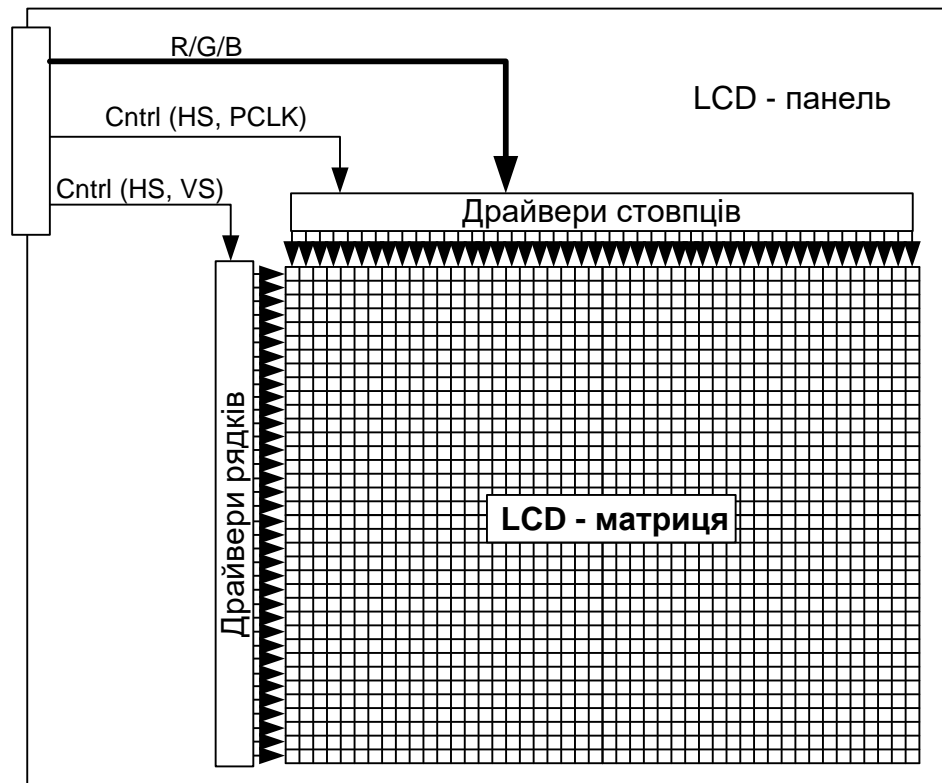 R/G/B
LCD - панель
Cntrl (HS, PCLK)
Cntrl (HS, VS)
Драйвери стовпців
Драйвери рядків
LCD - матриця